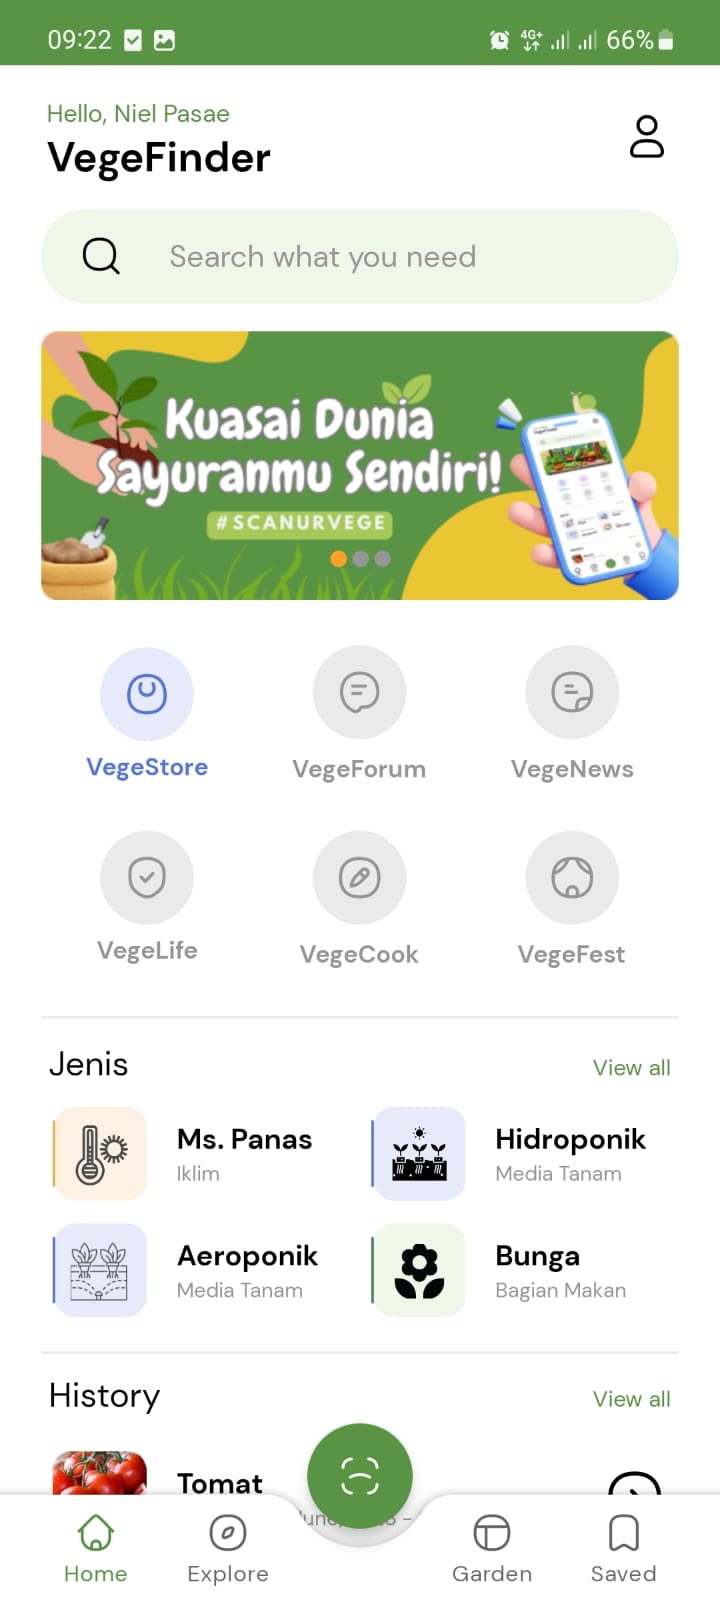 09:22
4G+ 66%
Hello, Niel Pasae
VegeFinder
Search what you need
Kuasai Dunia
Sayuranmu Sendiri!
#SCANURVEGE
VegeStore
VegeForum
VegeNews
VegeLife
VegeCook
VegeFest
Jenis
View all
Ms. Panas
Iklim
Hidroponik
Media Tanam
Aeroponik
Media Tanam
Bunga
Bagian Makan
History
View all
Tomat
Home
Explore
Garden
Saved